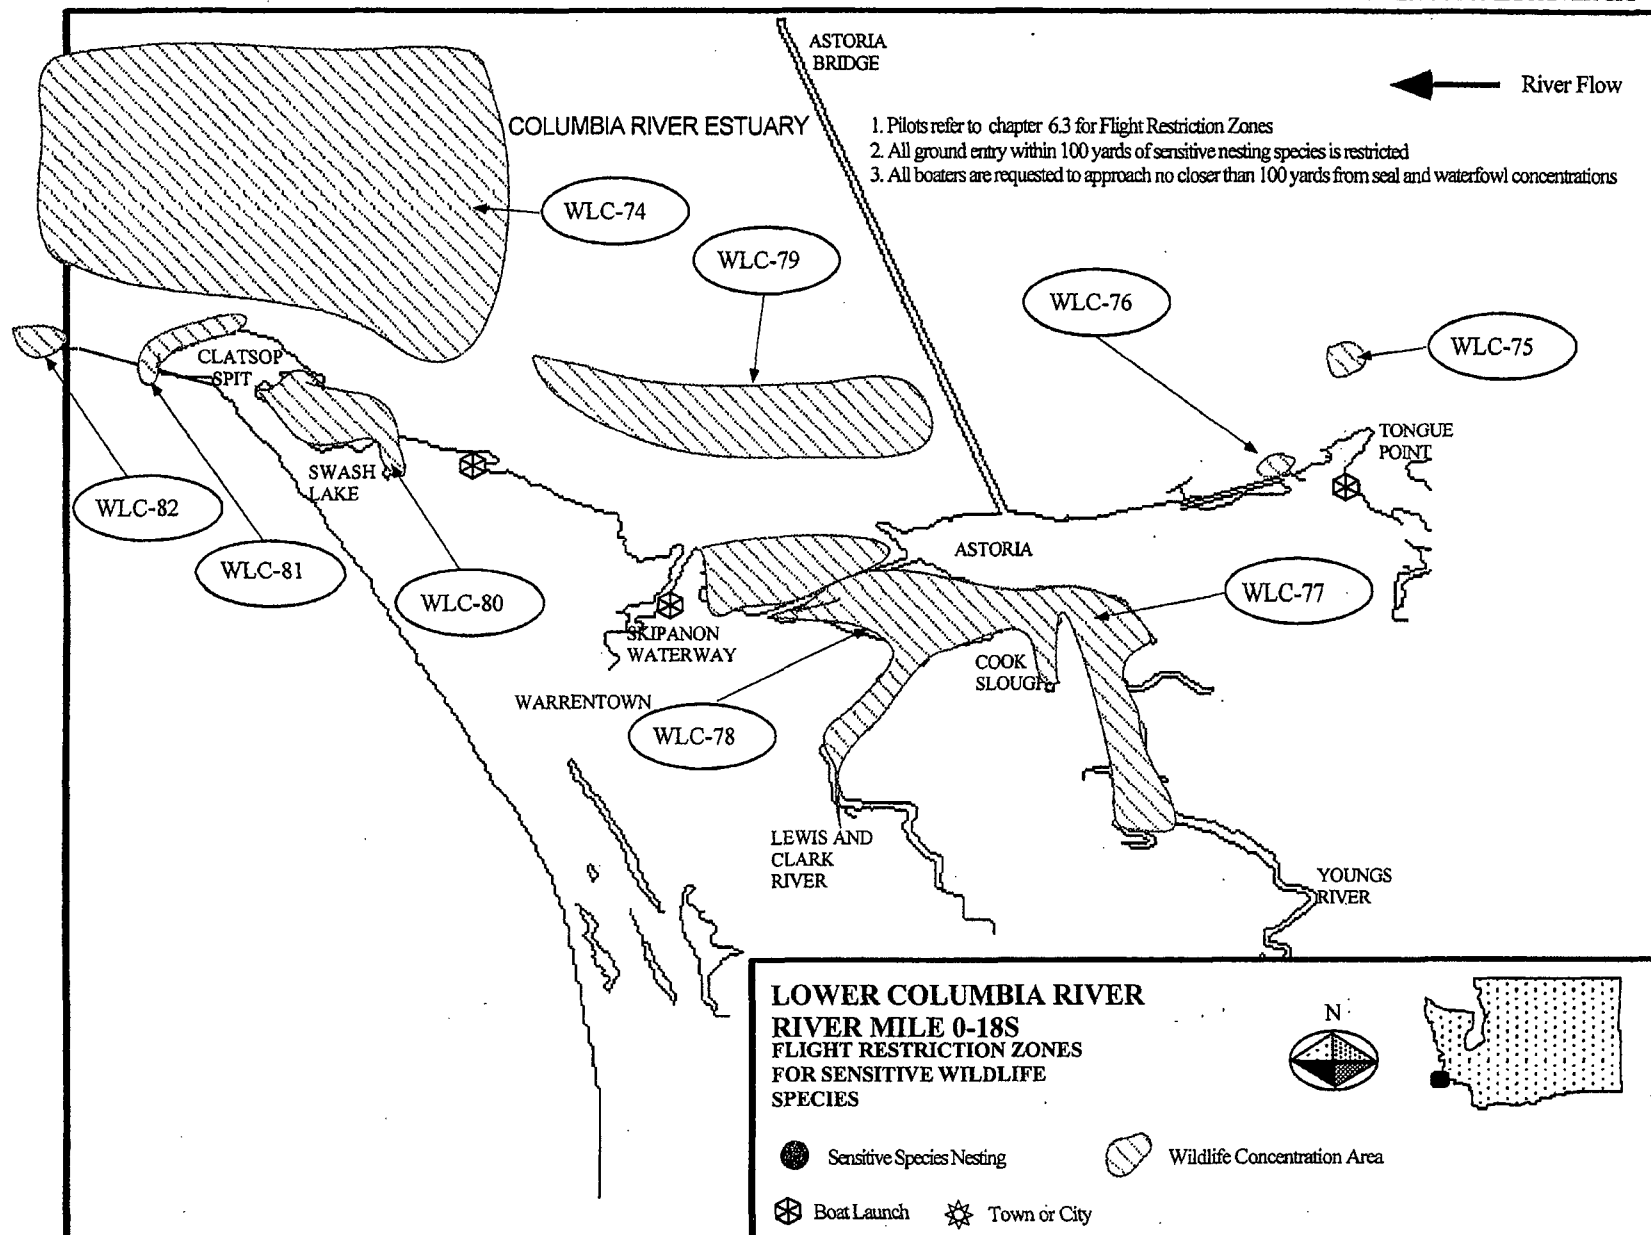 ASTORIA
BRIDGE
River Flow
COLUMBIA RIVER ESTUARY
1. Pilots refer to chapter 6.3 for Flight Restriction Zones
2. All ground entry within 100 yards of sensitive nesting species is restricted
3. All boaters are requested to approach no closer than 100 yards from seal and waterfowl concentrations
WLC-74
WLC-79
WLC-76
WLC-75
CLATSOP
SPIT
TONGUE
POINT
SWASH
LAKE
WLC-82
WLC-81
WLC-80
ASTORIA
WLC-77
SKIPANON
WATERWAY
COOK
SLOUGH
WARRENTOWN
WLC-78
LEWIS AND
CLARK
RIVER
YOUNGS
RIVER
LOWER COLUMBIA RIVER
RIVER MILE 0-18S
FLIGHT RESTRICTION ZONES
FOR SENSITIVE WILDLIFE
SPECIES
N
Sensitive Species Nesting
Wildlife Concentration Area
Boat Launch
Town or City